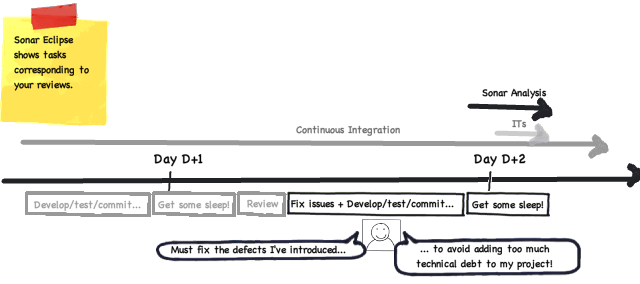 Sonar Eclipse
shows tasks
corresponding to
your reviews.
Sonar Analysis
ITs
Continuous Integration
Day D+1
Day D+2
Develop/test/commit...
Get some sleep!
Review
Fix issues + Develop/test/commit...
Get some sleep!
Must fix the defects I've introduced...
... to avoid adding too much
technical debt to my project!